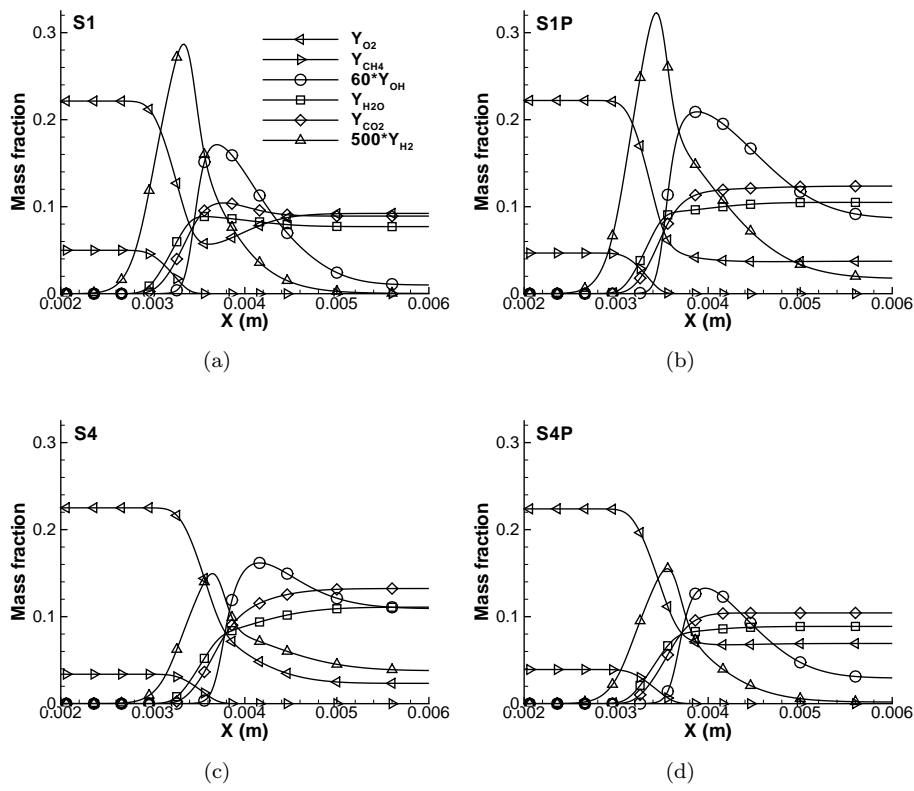 S1
Mass fraction
0.3
0.2
0.1
0
Y_O2
Y_CH4
60*Y_OH
Y_H2O
Y_CO2
500*Y_H2
0.002 0.003 0.004 0.005 0.006
X (m)
(a)
S1P
Mass fraction
0.3
0.2
0.1
0
0.002 0.003 0.004 0.005 0.006
X (m)
(b)
S4
Mass fraction
0.3
0.2
0.1
0
0.002 0.003 0.004 0.005 0.006
X (m)
(c)
S4P
Mass fraction
0.3
0.2
0.1
0
0.002 0.003 0.004 0.005 0.006
X (m)
(d)